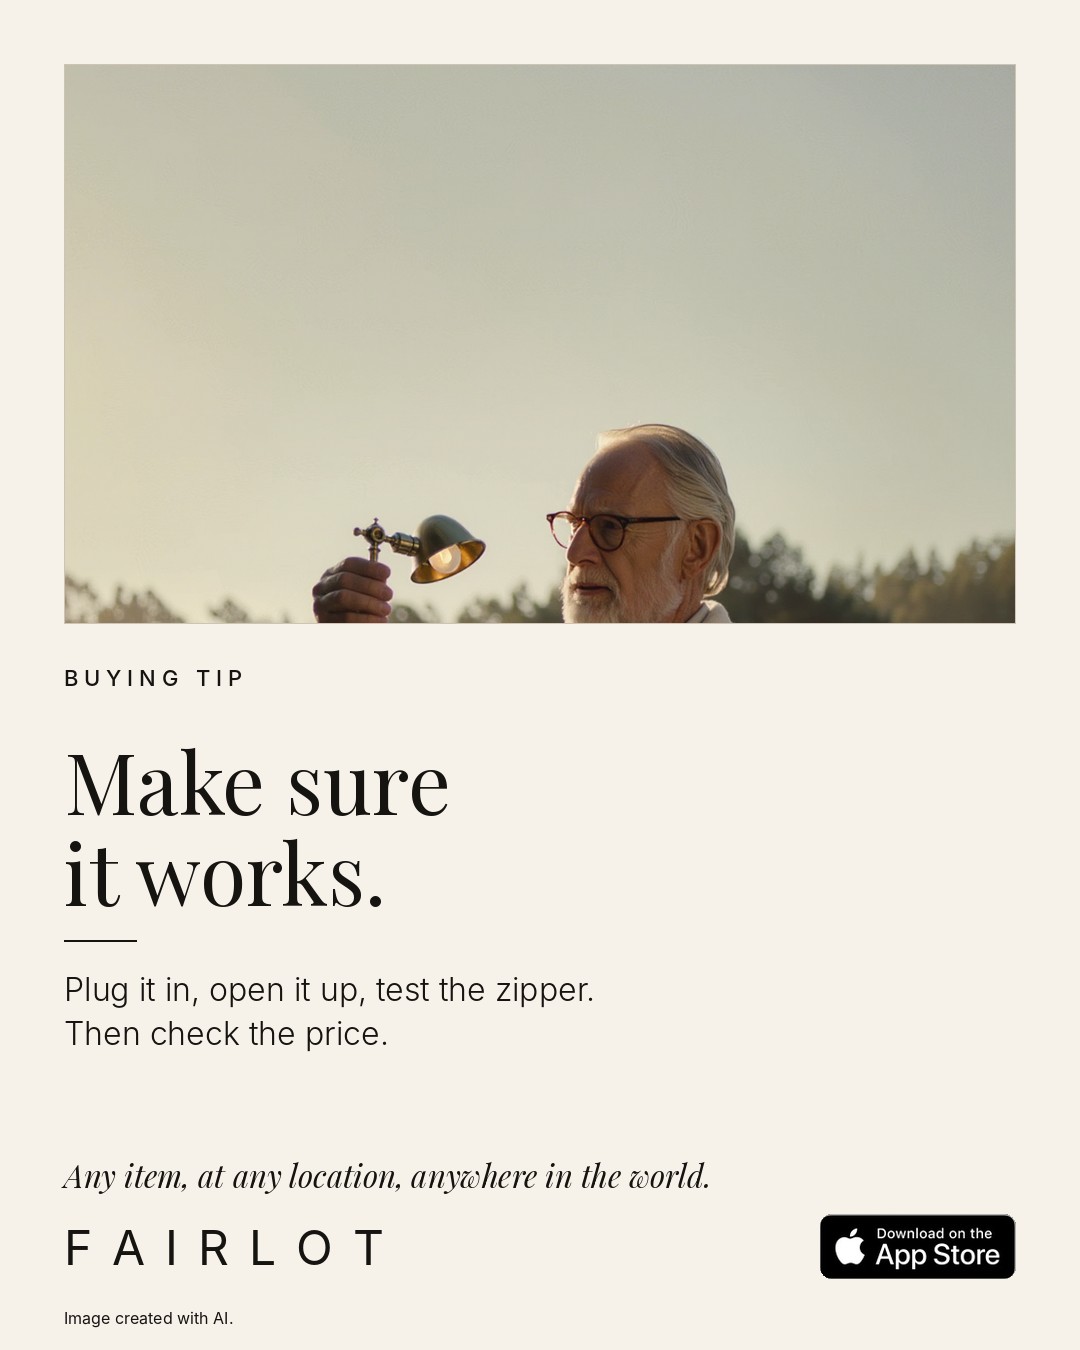 BUYING TIP
Make sure
it works.
Plug it in, open it up, test the zipper.
Then check the price.
Any item, at any location, anywhere in the world.
FAIRLOT
Download on the
App Store
Image created with AI.